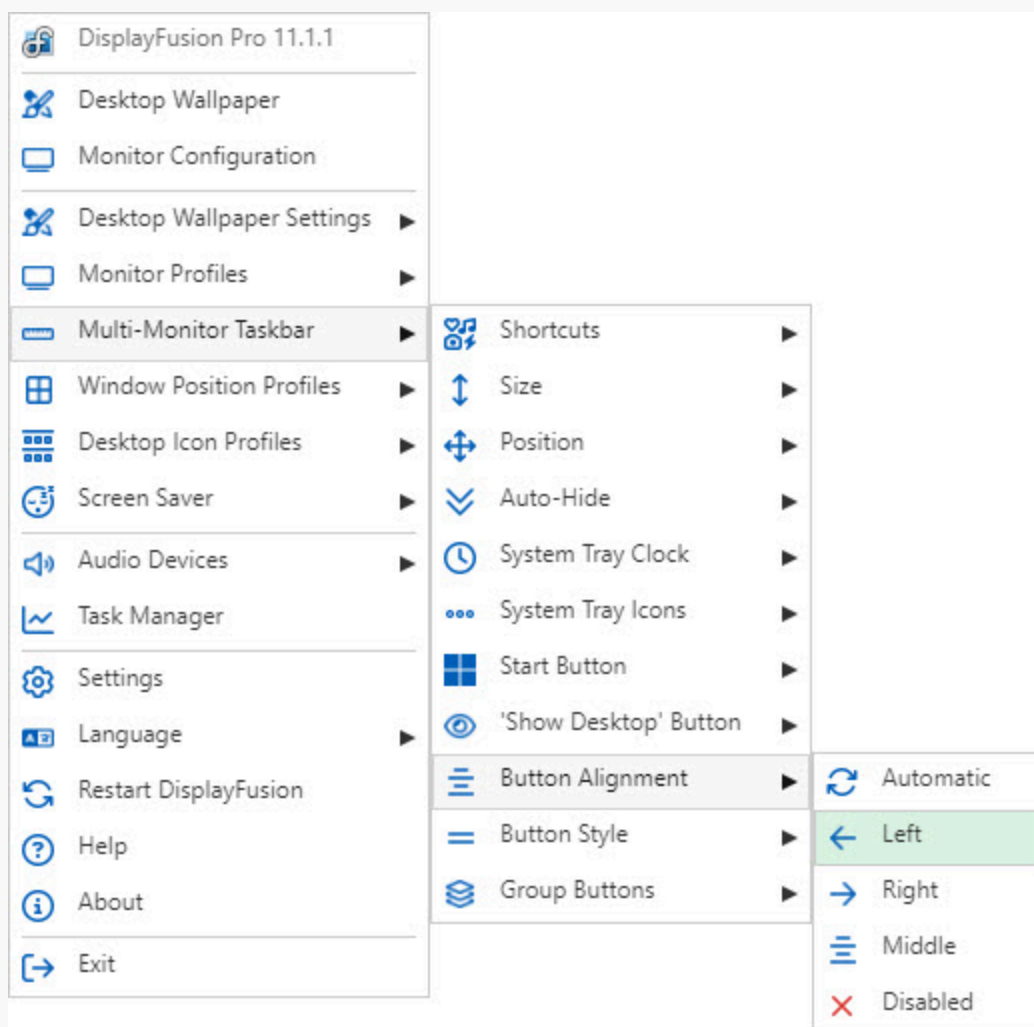 DisplayFusion Pro 11.1.1
Desktop Wallpaper
Monitor Configuration
Desktop Wallpaper Settings
Monitor Profiles
Multi-Monitor Taskbar
Window Position Profiles
Desktop Icon Profiles
Screen Saver
Audio Devices
Task Manager
Settings
Language
Restart DisplayFusion
Help
About
Exit
Shortcuts
Size
Position
Auto-Hide
System Tray Clock
System Tray Icons
Start Button
'Show Desktop' Button
Button Alignment
Button Style
Group Buttons
Automatic
Left
Right
Middle
Disabled